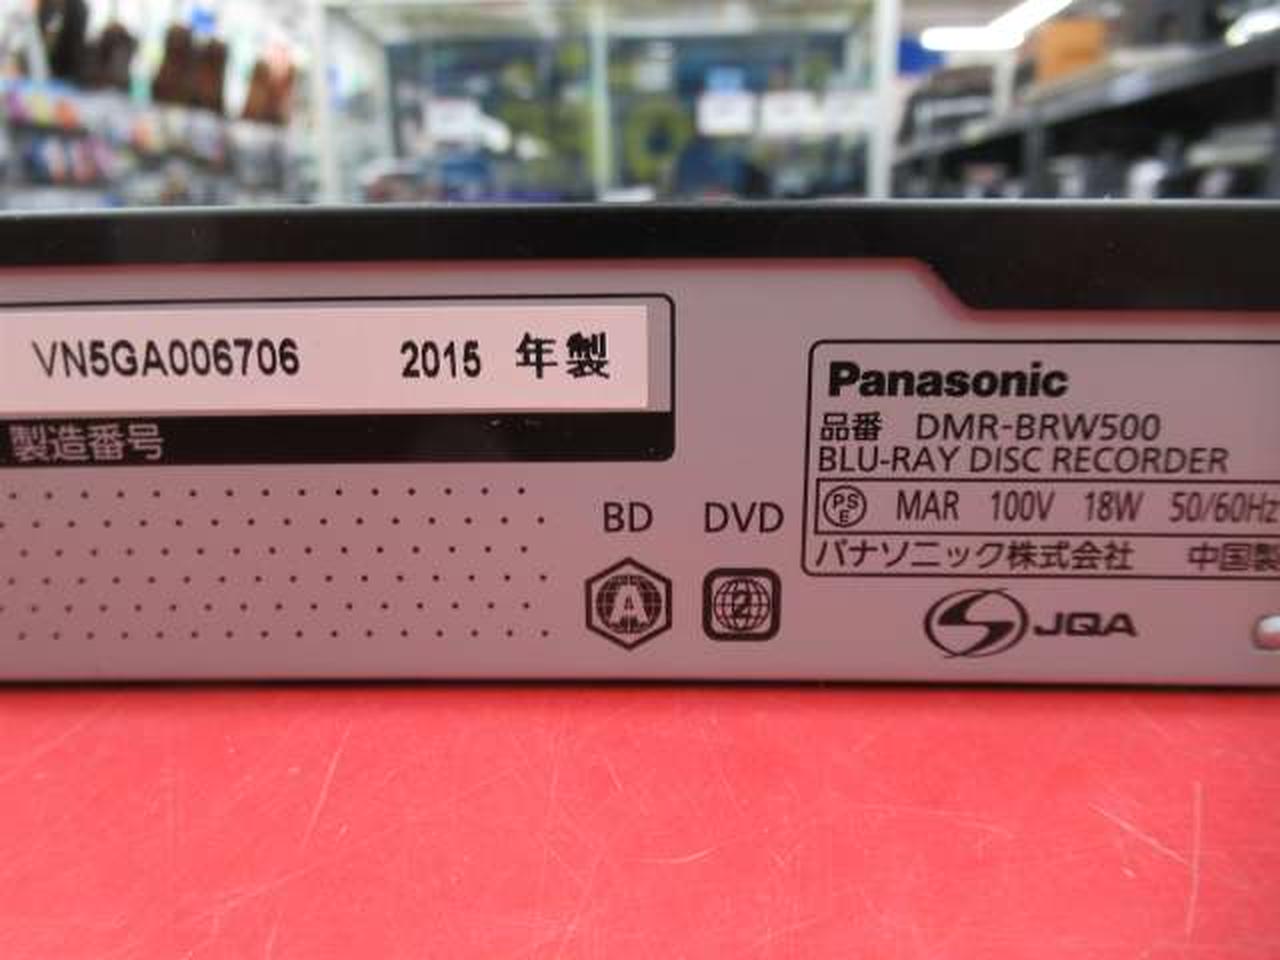 VN5GA006706 2015 年製
製造番号
BD DVD
A 2
Panasonic
品番 DMR-BRW500
BLU-RAY DISC RECORDER
PSE MAR 100V 18W 50/60Hz
パナソニック株式会社 中国製
JQA